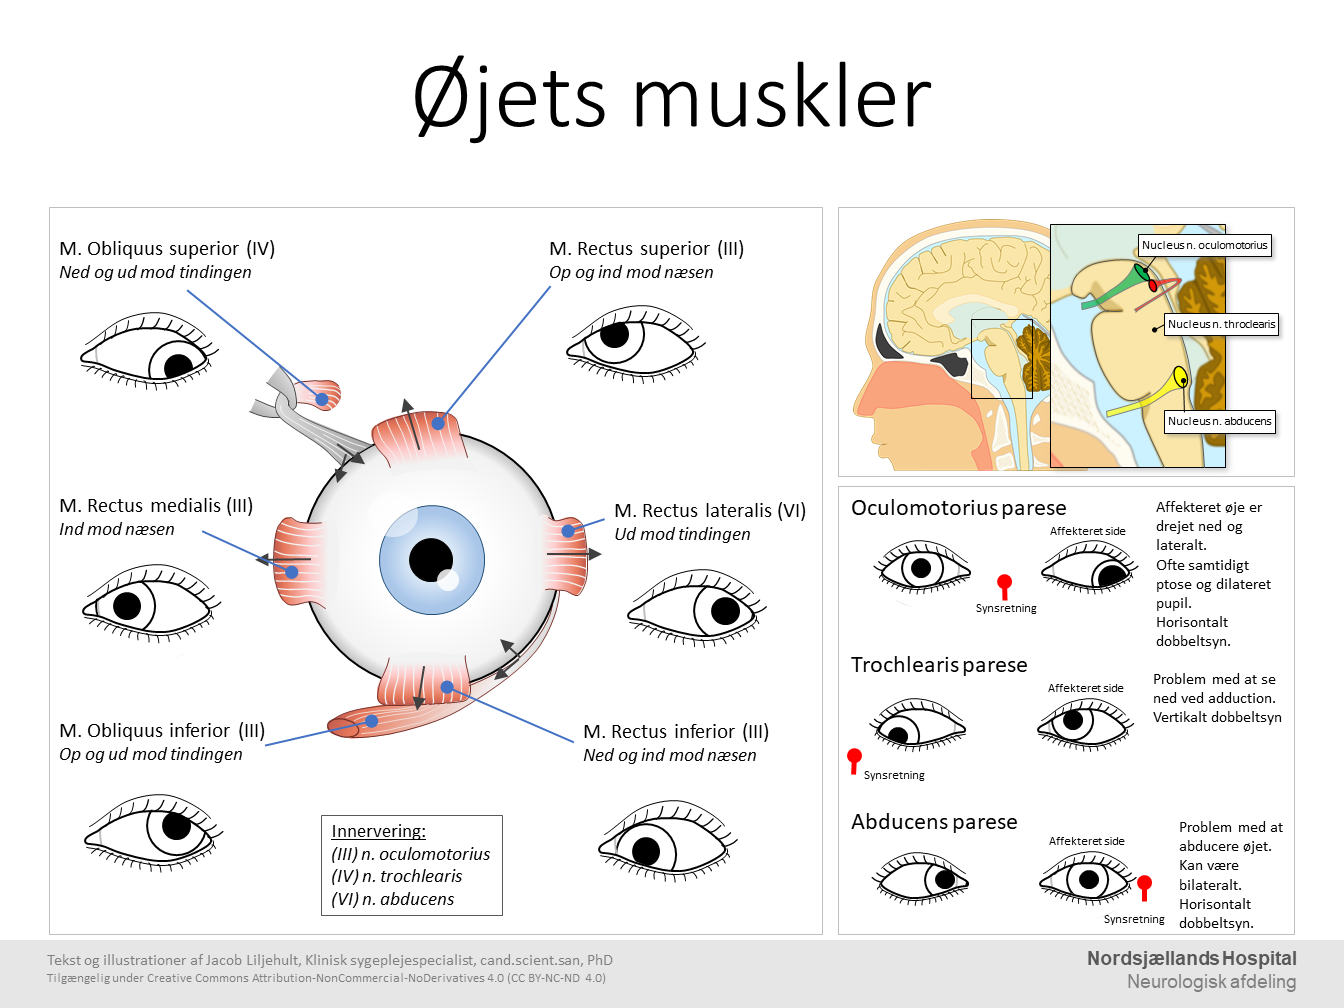 Øjets muskler
M. Obliquus superior (IV)
Ned og ud mod tindingen
M. Rectus superior (III)
Op og ind mod næsen
M. Rectus medialis (III)
Ind mod næsen
M. Rectus lateralis (VI)
Ud mod tindingen
M. Obliquus inferior (III)
Op og ud mod tindingen
M. Rectus inferior (III)
Ned og ind mod næsen
Innervering:
(III) n. oculomotorius
(IV) n. trochlearis
(VI) n. abducens
Nucleus n. oculomotorius
Nucleus n. throclearis
Nucleus n. abducens
Oculomotorius parese
Affekteret side
Synsretning
Affekteret øje er
drejet ned og
lateralt.
Ofte samtidigt
ptose og dilateret
pupil.
Horisontalt
dobbeltsyn.
Trochlearis parese
Affekteret side
Synsretning
Problem med at se
ned ved adduction.
Vertikalt dobbeltsyn
Abducens parese
Affekteret side
Synsretning
Problem med at
abducere øjet.
Kan være
bilateralt.
Horisontalt
dobbeltsyn.
Tekst og illustrationer af Jacob Liljehult, Klinisk sygeplejespecialist, cand.scient.san, PhD
Tilgængelig under Creative Commons Attribution-NonCommercial-NoDerivatives 4.0 (CC BY-NC-ND 4.0)
Nordsjællands Hospital
Neurologisk afdeling